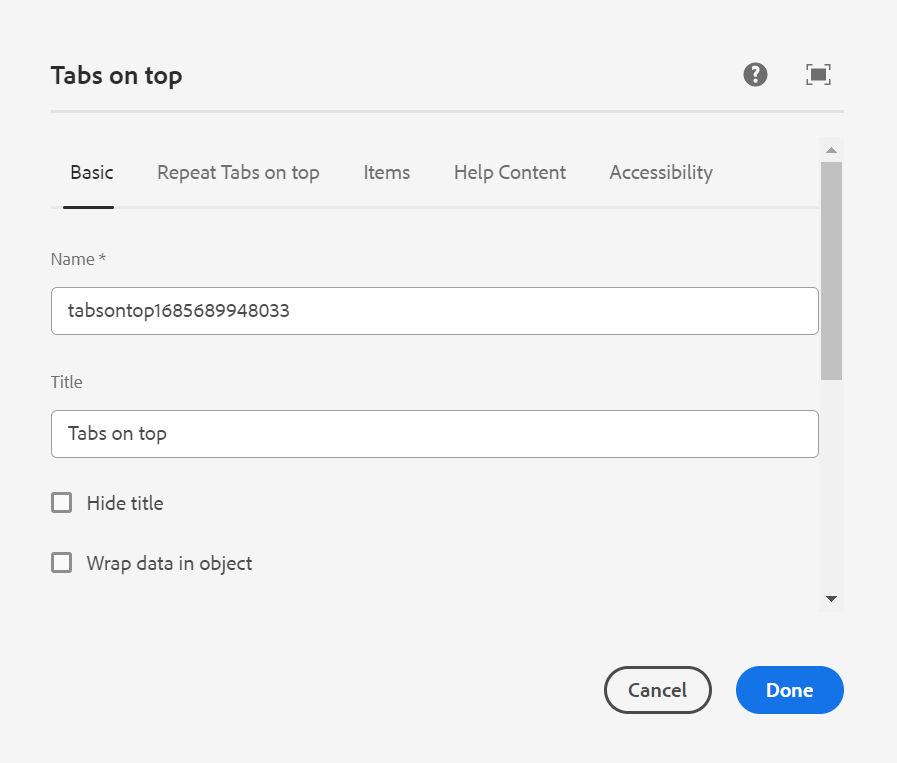 Tabs on top
Basic Repeat Tabs on top Items Help Content Accessibility
Name *
tabsontop1685689948033
Title
Tabs on top
Hide title
Wrap data in object
Cancel Done